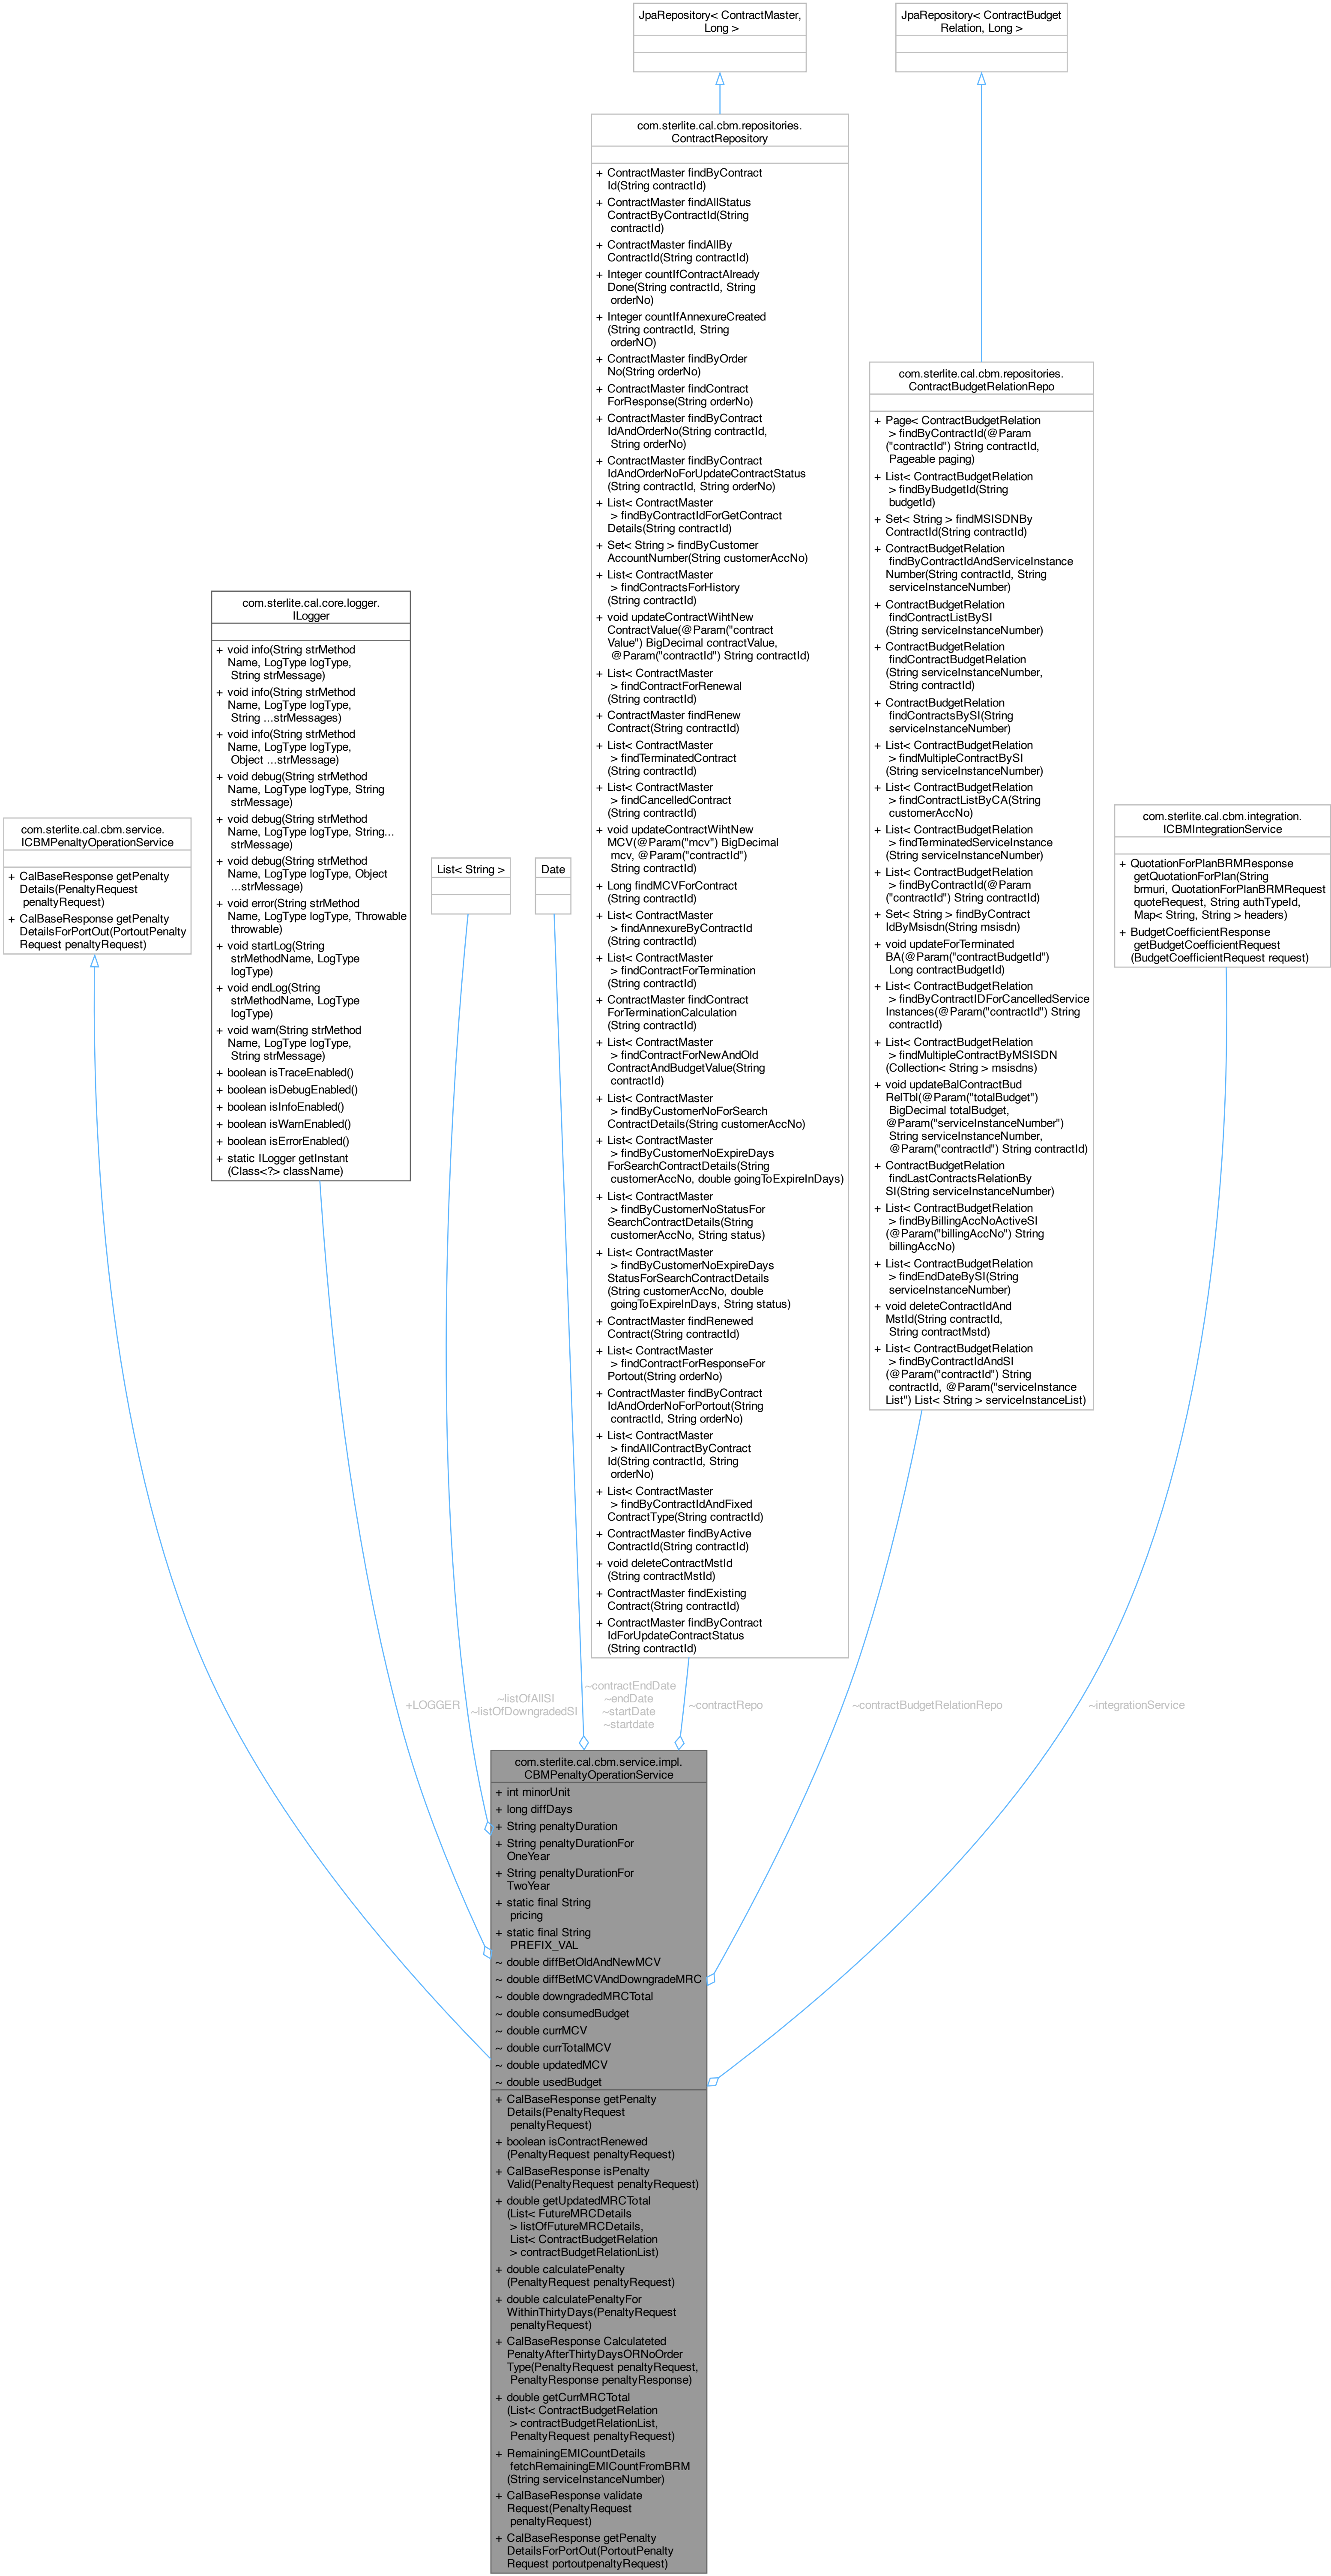 JpaRepository< ContractMaster,
Long >
JpaRepository< ContractBudget
Relation, Long >
com.sterlite.cal.cbm.repositories.
ContractRepository
+ ContractMaster findByContract
Id(String contractId)
+ ContractMaster findAllStatus
ContractByContractId(String
contractId)
+ ContractMaster findAllBy
ContractId(String contractId)
+ Integer countIfContractAlready
Done(String contractId, String
orderNo)
+ Integer countIfAnnexureCreated
(String contractId, String
orderNO)
+ ContractMaster findByOrder
No(String orderNo)
+ ContractMaster findContract
ForResponse(String orderNo)
+ ContractMaster findByContract
IdAndOrderNo(String contractId,
String orderNo)
+ ContractMaster findByContract
IdAndOrderNoForUpdateContractStatus
(String contractId, String orderNo)
+ List< ContractMaster
> findByContractIdForGetContract
Details(String contractId)
+ Set< String > findByCustomer
AccountNumber(String customerAccNo)
+ List< ContractMaster
> findContractsForHistory
(String contractId)
+ void updateContractWihtNew
ContractValue(@Param("contract
Value") BigDecimal contractValue,
@Param("contractId") String contractId)
+ List< ContractMaster
> findContractForRenewal
(String contractId)
+ ContractMaster findRenew
Contract(String contractId)
+ List< ContractMaster
> findTerminatedContract
(String contractId)
+ List< ContractMaster
> findCancelledContract
(String contractId)
+ void updateContractWihtNew
MCV(@Param("mcv") BigDecimal
mcv, @Param("contractId")
String contractId)
+ Long findMCVForContract
(String contractId)
+ List< ContractMaster
> findAnnexureByContractId
(String contractId)
+ List< ContractMaster
> findContractForTermination
(String contractId)
+ ContractMaster findContract
ForTerminationCalculation
(String contractId)
+ List< ContractMaster
> findContractForNewAndOld
ContractAndBudgetValue(String
contractId)
+ List< ContractMaster
> findByCustomerNoForSearch
ContractDetails(String customerAccNo)
+ List< ContractMaster
> findByCustomerNoExpireDays
ForSearchContractDetails(String
customerAccNo, double goingToExpireInDays)
+ List< ContractMaster
> findByCustomerNoStatusFor
SearchContractDetails(String
customerAccNo, String status)
+ List< ContractMaster
> findByCustomerNoExpireDays
StatusForSearchContractDetails
(String customerAccNo, double
goingToExpireInDays, String status)
+ ContractMaster findRenewed
Contract(String contractId)
+ List< ContractMaster
> findContractForResponseFor
Portout(String orderNo)
+ ContractMaster findByContract
IdAndOrderNoForPortout(String
contractId, String orderNo)
+ List< ContractMaster
> findAllContractByContract
Id(String contractId, String
orderNo)
+ List< ContractMaster
> findByContractIdAndFixed
ContractType(String contractId)
+ ContractMaster findByActive
ContractId(String contractId)
+ void deleteContractMstId
(String contractMstId)
+ ContractMaster findExisting
Contract(String contractId)
+ ContractMaster findByContract
IdForUpdateContractStatus
(String contractId)
com.sterlite.cal.cbm.repositories.
ContractBudgetRelationRepo
+ Page< ContractBudgetRelation
> findByContractId(@Param
("contractId") String contractId,
Pageable paging)
+ List< ContractBudgetRelation
> findByBudgetId(String
budgetId)
+ Set< String > findMSISDNBy
ContractId(String contractId)
+ ContractBudgetRelation
findByContractIdAndServiceInstance
Number(String contractId, String
serviceInstanceNumber)
+ ContractBudgetRelation
findContractListBySI
(String serviceInstanceNumber)
+ ContractBudgetRelation
findContractBudgetRelation
(String serviceInstanceNumber,
String contractId)
+ ContractBudgetRelation
findContractsBySI(String
serviceInstanceNumber)
+ List< ContractBudgetRelation
> findMultipleContractBySI
(String serviceInstanceNumber)
+ List< ContractBudgetRelation
> findContractListByCA(String
customerAccNo)
+ List< ContractBudgetRelation
> findTerminatedServiceInstance
(String serviceInstanceNumber)
+ List< ContractBudgetRelation
> findByContractId(@Param
("contractId") String contractId)
+ Set< String > findByContract
IdByMsisdn(String msisdn)
+ void updateForTerminated
BA(@Param("contractBudgetId")
Long contractBudgetId)
+ List< ContractBudgetRelation
> findByContractIDForCancelledService
Instances(@Param("contractId") String
contractId)
+ List< ContractBudgetRelation
> findMultipleContractByMSISDN
(Collection< String > msisdns)
+ void updateBalContractBud
RelTbl(@Param("totalBudget")
BigDecimal totalBudget,
@Param("serviceInstanceNumber")
String serviceInstanceNumber,
@Param("contractId") String contractId)
+ ContractBudgetRelation
findLastContractsRelationBy
SI(String serviceInstanceNumber)
+ List< ContractBudgetRelation
> findByBillingAccNoActiveSI
(@Param("billingAccNo") String
billingAccNo)
+ List< ContractBudgetRelation
> findEndDateBySI(String
serviceInstanceNumber)
+ void deleteContractIdAnd
MstId(String contractId,
String contractMstd)
+ List< ContractBudgetRelation
> findByContractIdAndSI
(@Param("contractId") String
contractId, @Param("serviceInstance
List") List< String > serviceInstanceList)
com.sterlite.cal.core.logger.
ILogger
+ void info(String strMethod
Name, LogType logType,
String strMessage)
+ void info(String strMethod
Name, LogType logType,
String ...strMessages)
+ void info(String strMethod
Name, LogType logType,
Object ...strMessage)
+ void debug(String strMethod
Name, LogType logType, String
strMessage)
+ void debug(String strMethod
Name, LogType logType, String...
strMessage)
+ void debug(String strMethod
Name, LogType logType, Object
...strMessage)
+ void error(String strMethod
Name, LogType logType, Throwable
throwable)
+ void startLog(String
strMethodName, LogType
logType)
+ void endLog(String
strMethodName, LogType
logType)
+ void warn(String strMethod
Name, LogType logType,
String strMessage)
+ boolean isTraceEnabled()
+ boolean isDebugEnabled()
+ boolean isInfoEnabled()
+ boolean isWarnEnabled()
+ boolean isErrorEnabled()
+ static ILogger getInstant
(Class<?> className)
com.sterlite.cal.cbm.service.
ICBMPenaltyOperationService
+ CalBaseResponse getPenalty
Details(PenaltyRequest
penaltyRequest)
+ CalBaseResponse getPenalty
DetailsForPortOut(PortoutPenalty
Request penaltyRequest)
List< String >
Date
com.sterlite.cal.cbm.integration.
ICBMIntegrationService
+ QuotationForPlanBRMResponse
getQuotationForPlan(String
brmuri, QuotationForPlanBRMRequest
quoteRequest, String authTypeId,
Map< String, String > headers)
+ BudgetCoefficientResponse
getBudgetCoefficientRequest
(BudgetCoefficientRequest request)
+LOGGER
~listOfAllSI
~listOfDowngradedSI
~contractEndDate
~endDate
~startDate
~startdate
~contractRepo
~contractBudgetRelationRepo
~integrationService
com.sterlite.cal.cbm.service.impl.
CBMPenaltyOperationService
+ int minorUnit
+ long diffDays
+ String penaltyDuration
+ String penaltyDurationFor
OneYear
+ String penaltyDurationFor
TwoYear
+ static final String
pricing
+ static final String
PREFIX_VAL
~ double diffBetOldAndNewMCV
~ double diffBetMCVAndDowngradeMRC
~ double downgradedMRCTotal
~ double consumedBudget
~ double currMCV
~ double currTotalMCV
~ double updatedMCV
~ double usedBudget
+ CalBaseResponse getPenalty
Details(PenaltyRequest
penaltyRequest)
+ boolean isContractRenewed
(PenaltyRequest penaltyRequest)
+ CalBaseResponse isPenalty
Valid(PenaltyRequest penaltyRequest)
+ double getUpdatedMRCTotal
(List< FutureMRCDetails
> listOfFutureMRCDetails,
List< ContractBudgetRelation
> contractBudgetRelationList)
+ double calculatePenalty
(PenaltyRequest penaltyRequest)
+ double calculatePenaltyFor
WithinThirtyDays(PenaltyRequest
penaltyRequest)
+ CalBaseResponse Calculateted
PenaltyAfterThirtyDaysORNoOrder
Type(PenaltyRequest penaltyRequest,
PenaltyResponse penaltyResponse)
+ double getCurrMRCTotal
(List< ContractBudgetRelation
> contractBudgetRelationList,
PenaltyRequest penaltyRequest)
+ RemainingEMICountDetails
fetchRemainingEMICountFromBRM
(String serviceInstanceNumber)
+ CalBaseResponse validate
Request(PenaltyRequest
penaltyRequest)
+ CalBaseResponse getPenalty
DetailsForPortOut(PortoutPenalty
Request portoutpenaltyRequest)